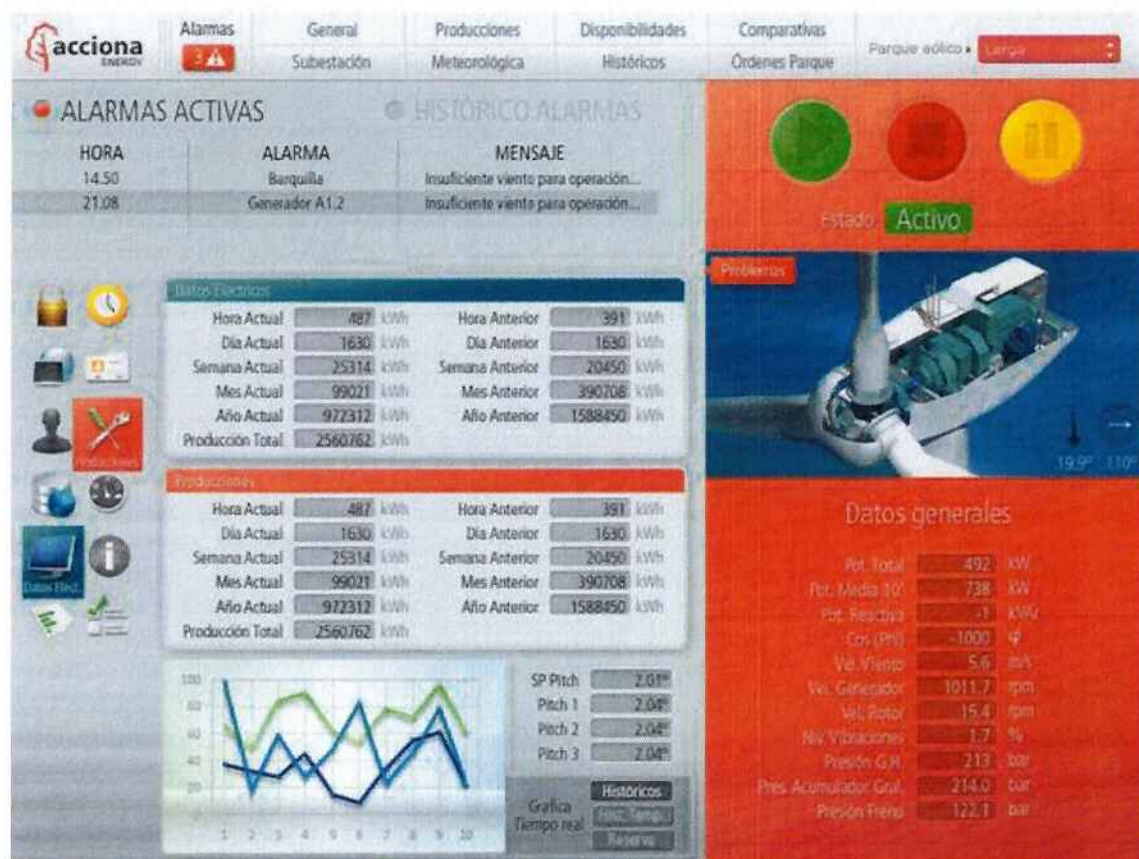 acciona
ENERGY
Alarmas
3
General
Subestación
Producciones
Meteorológica
Disponibilidades
Históricos
Comparativas
Órdenes Parque
Parque eólico
ALARMAS ACTIVAS
HISTÓRICO ALARMAS
HORA ALARMA MENSAJE
14.50 Barquilla Insuficiente viento para operación...
21.08 Generador A1.2 Insuficiente viento para operación...
Estado Activo
Problemas
19.9º 110º
Producciones
Datos Elect.
Datos Electricos
Hora Actual 487 kWh Hora Anterior 391 kWh
Día Actual 1630 kWh Día Anterior 1630 kWh
Semana Actual 25314 kWh Semana Anterior 20450 kWh
Mes Actual 99021 kWh Mes Anterior 390708 kWh
Año Actual 972312 kWh Año Anterior 1588450 kWh
Producción Total 2560762 kWh
Producciones
Hora Actual 487 kWh Hora Anterior 391 kWh
Día Actual 1630 kWh Día Anterior 1630 kWh
Semana Actual 25314 kWh Semana Anterior 20450 kWh
Mes Actual 99021 kWh Mes Anterior 390708 kWh
Año Actual 972312 kWh Año Anterior 1588450 kWh
Producción Total 2560762 kWh
100
80
60
40
20
0
1 2 3 4 5 6 7 8 9 10
SP Pitch 2.01º
Pitch 1 2.04º
Pitch 2 2.04º
Pitch 3 2.04º
Grafica
Tiempo real
Históricos
Hist. Temp.
Reserva
Datos generales
Pot. Total 492 kW
Pot. Media 10' 738 kW
Pot. Reactiva -1
Cos (Phi) -1000 φ
Vel. Viento 5.6 m/s
Vel. Generador 1011.7 rpm
Vel. Rotor 15.4 rpm
Niv. Vibraciones 1.7 %
Presión G.H. 213 bar
Pres. Acumulador Gral. 214.0 bar
Presión Freno 122.1 bar